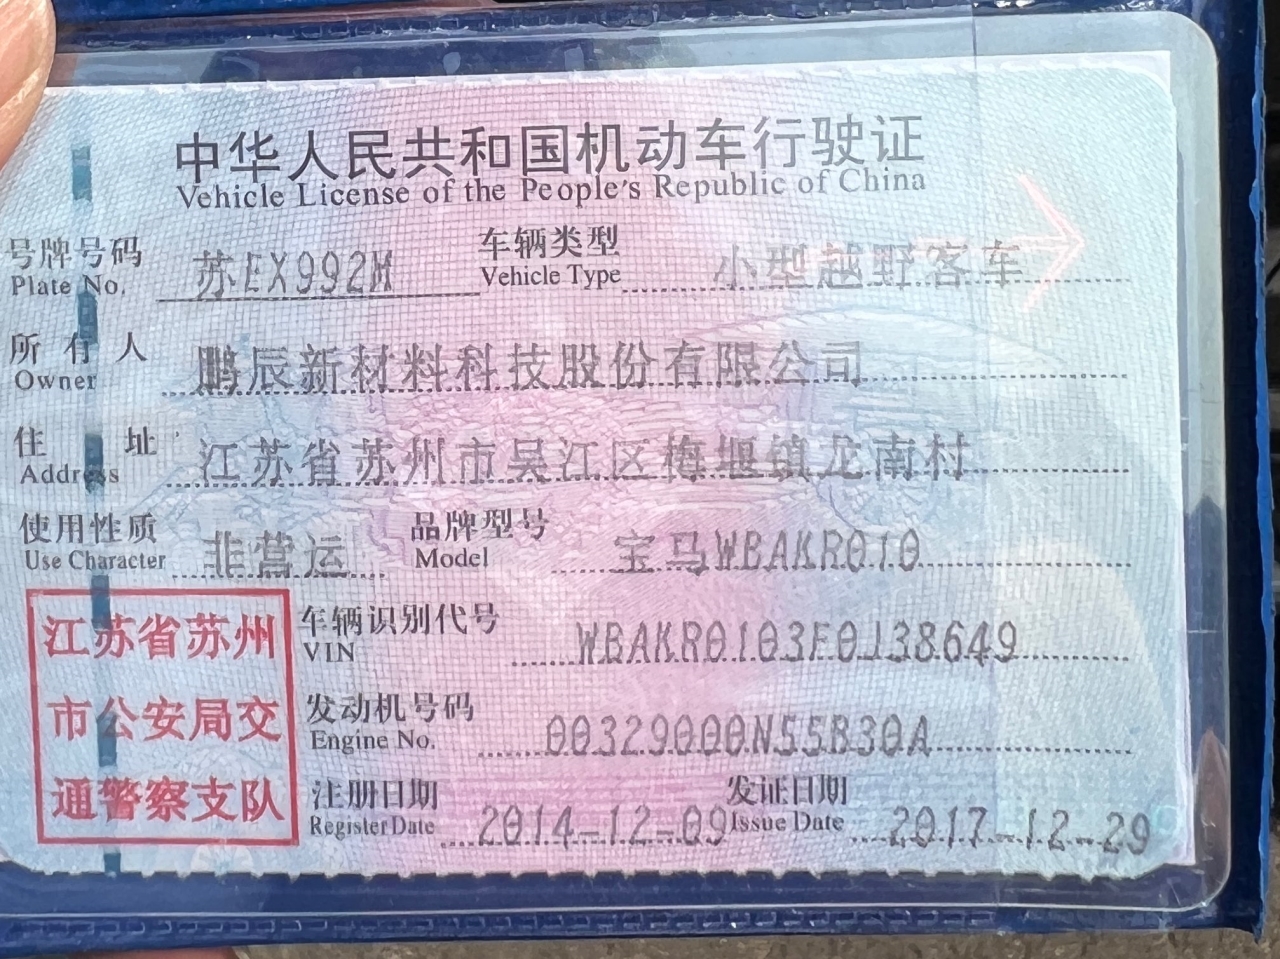 中华人民共和国机动车行驶证
Vehicle License of the People's Republic of China
号牌号码 苏EX992M 车辆类型 小型越野客车
Plate No. Vehicle Type
所有人 鹏辰新材料科技股份有限公司
Owner
住址 江苏省苏州市吴江区梅堰镇龙南村
Address
使用性质 非营运 品牌型号 宝马WBAKR010
Use Character Model
江苏省苏州
市公安局交
通警察支队
车辆识别代号 WBAKR0103F0J38649
VIN
发动机号码 00329000N55B30A
Engine No.
注册日期 2014-12-09 发证日期 2017-12-29
Register Date Issue Date